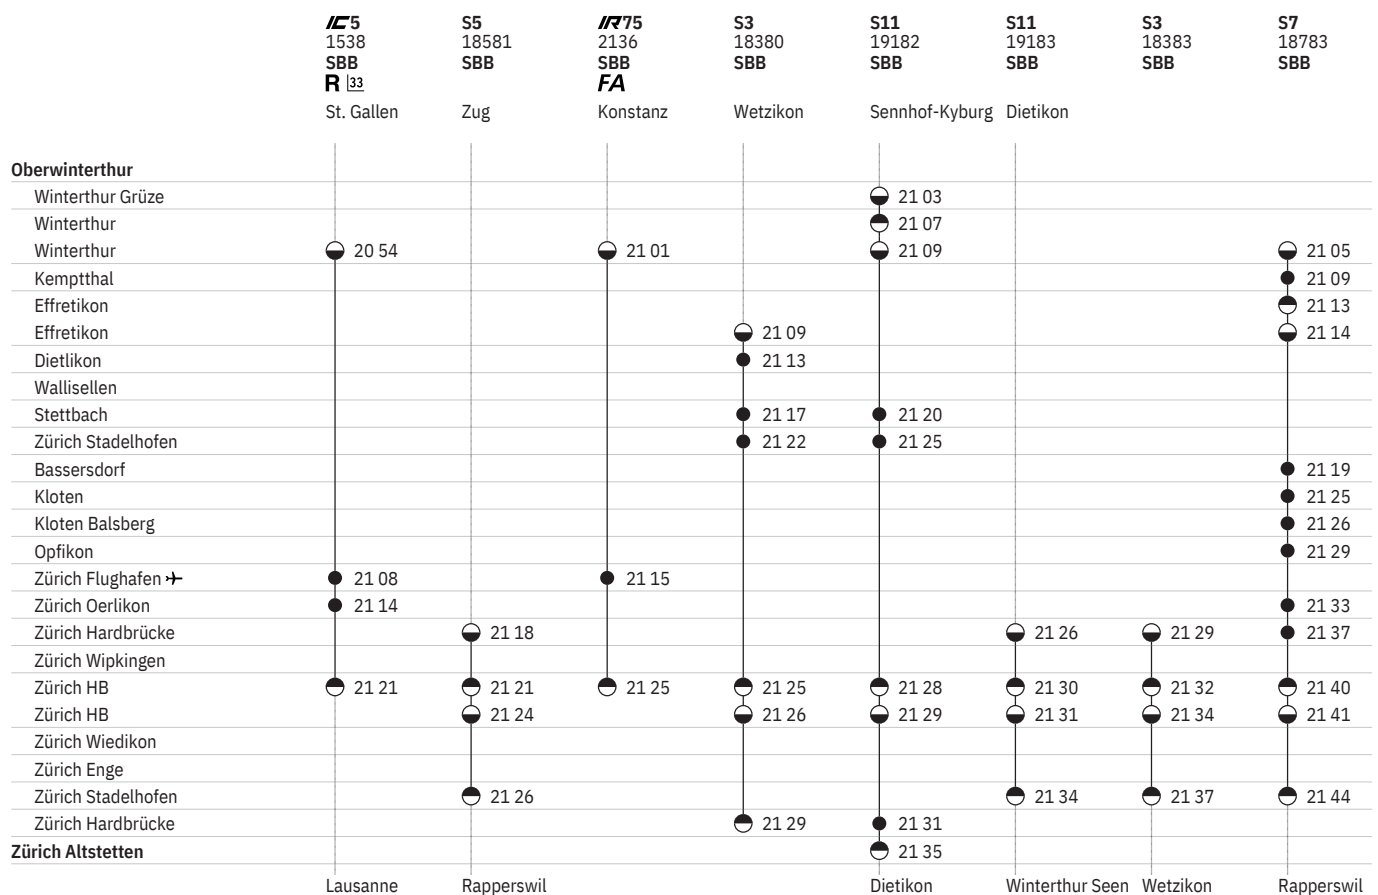 IC5 S5 IR75 S3 S11 S11 S3 S7
1538 18581 2136 18380 19182 19183 18383 18783
SBB SBB SBB SBB SBB SBB SBB SBB
R 33 FA
St. Gallen Zug Konstanz Wetzikon Sennhof-Kyburg Dietikon
Oberwinterthur
Winterthur Grüze 21 03
Winterthur 21 07
Winterthur 20 54 21 01 21 09 21 05
Kemptthal 21 09
Effretikon 21 13
Effretikon 21 09 21 14
Dietlikon 21 13
Wallisellen
Stettbach 21 17 21 20
Zürich Stadelhofen 21 22 21 25
Bassersdorf 21 19
Kloten 21 25
Kloten Balsberg 21 26
Opfikon 21 29
Zürich Flughafen 21 08 21 15
Zürich Oerlikon 21 14 21 33
Zürich Hardbrücke 21 18 21 26 21 29 21 37
Zürich Wipkingen
Zürich HB 21 21 21 21 21 25 21 25 21 28 21 30 21 32 21 40
Zürich HB 21 24 21 26 21 29 21 31 21 34 21 41
Zürich Wiedikon
Zürich Enge
Zürich Stadelhofen 21 26 21 34 21 37 21 44
Zürich Hardbrücke 21 29 21 31
Zürich Altstetten 21 35
Lausanne Rapperswil Dietikon Winterthur Seen Wetzikon Rapperswil